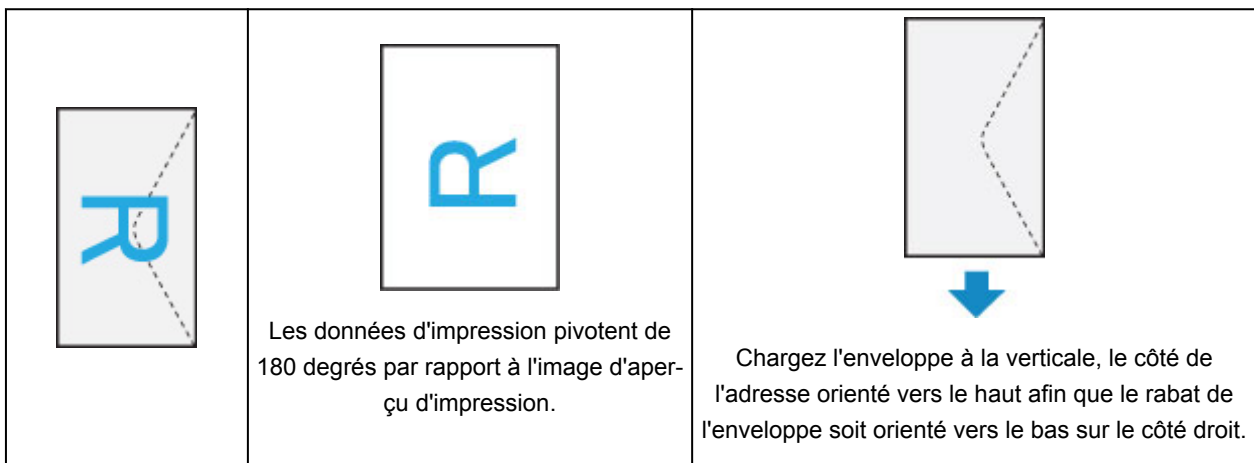 R
R
Les données d'impression pivotent de
180 degrés par rapport à l'image d'aper-
çu d'impression.
Chargez l'enveloppe à la verticale, le côté de
l'adresse orienté vers le haut afin que le rabat de
l'enveloppe soit orienté vers le bas sur le côté droit.